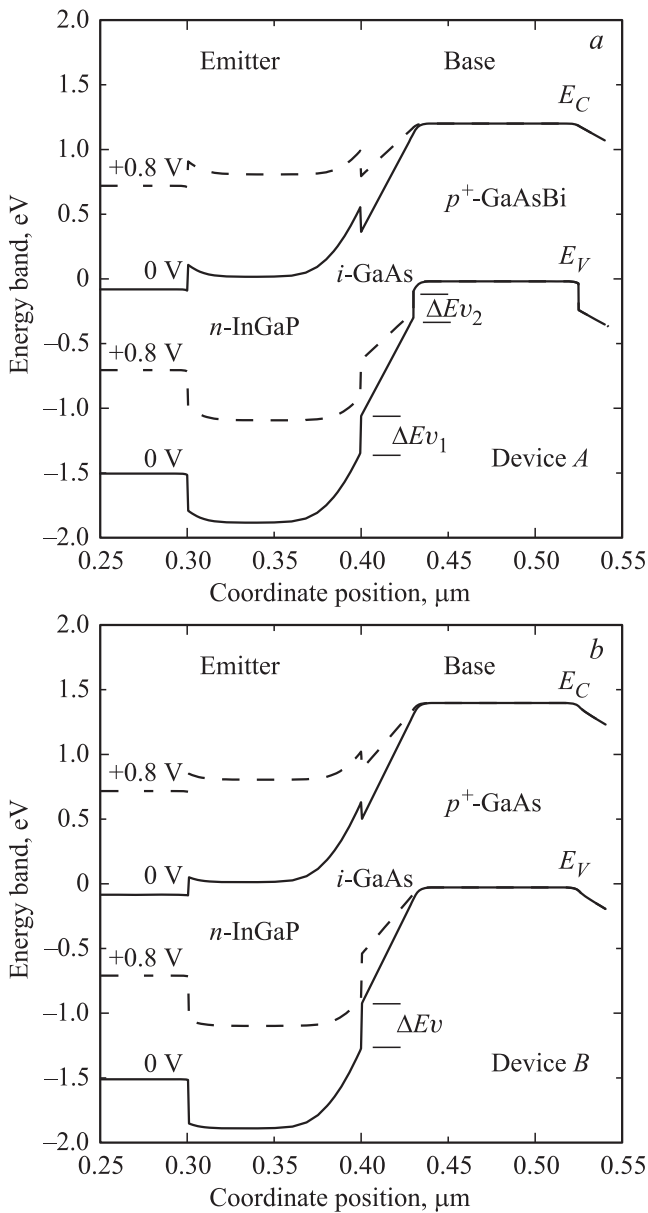 a
Emitter Base
E_C
+0.8 V
p⁺-GaAsBi
0 V
i-GaAs
E_V
n-InGaP
ΔEv₂
+0.8 V
ΔEv₁
0 V
Device A
2.0
1.5
1.0
0.5
0
–0.5
–1.0
–1.5
–2.0
Energy band, eV
0.25 0.30 0.35 0.40 0.45 0.50 0.55
Coordinate position, μm
b
Emitter Base
E_C
+0.8 V
p⁺-GaAs
0 V
i-GaAs
E_V
n-InGaP
+0.8 V
ΔEv
0 V
Device B
2.0
1.5
1.0
0.5
0
–0.5
–1.0
–1.5
–2.0
Energy band, eV
0.25 0.30 0.35 0.40 0.45 0.50 0.55
Coordinate position, μm